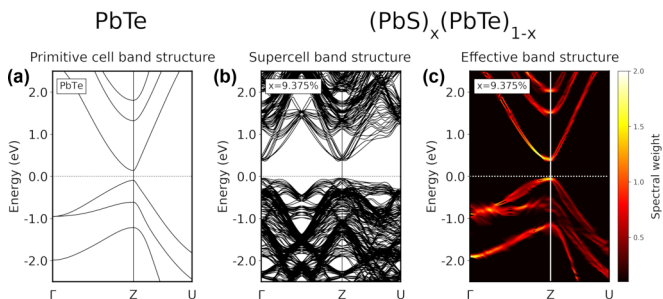 PbTe
(PbS)x(PbTe)1-x
Primitive cell band structure
Supercell band structure
Effective band structure
(a)
(b)
(c)
PbTe
x=9.375%
x=9.375%
Energy (eV)
2.0
1.0
0.0
-1.0
-2.0
Γ
Z
U
Energy (eV)
2.0
1.0
0.0
-1.0
-2.0
Γ
Z
U
Energy (eV)
2.0
1.0
0.0
-1.0
-2.0
Γ
Z
U
2.0
1.5
1.0
0.5
Spectral weight